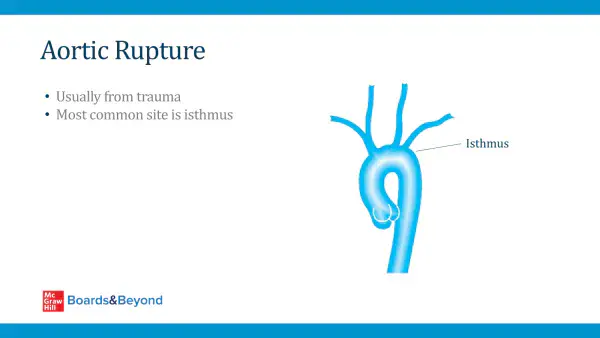 Aortic Rupture
• Usually from trauma
• Most common site is isthmus
Isthmus
Mc
Graw
Hill
Boards&Beyond